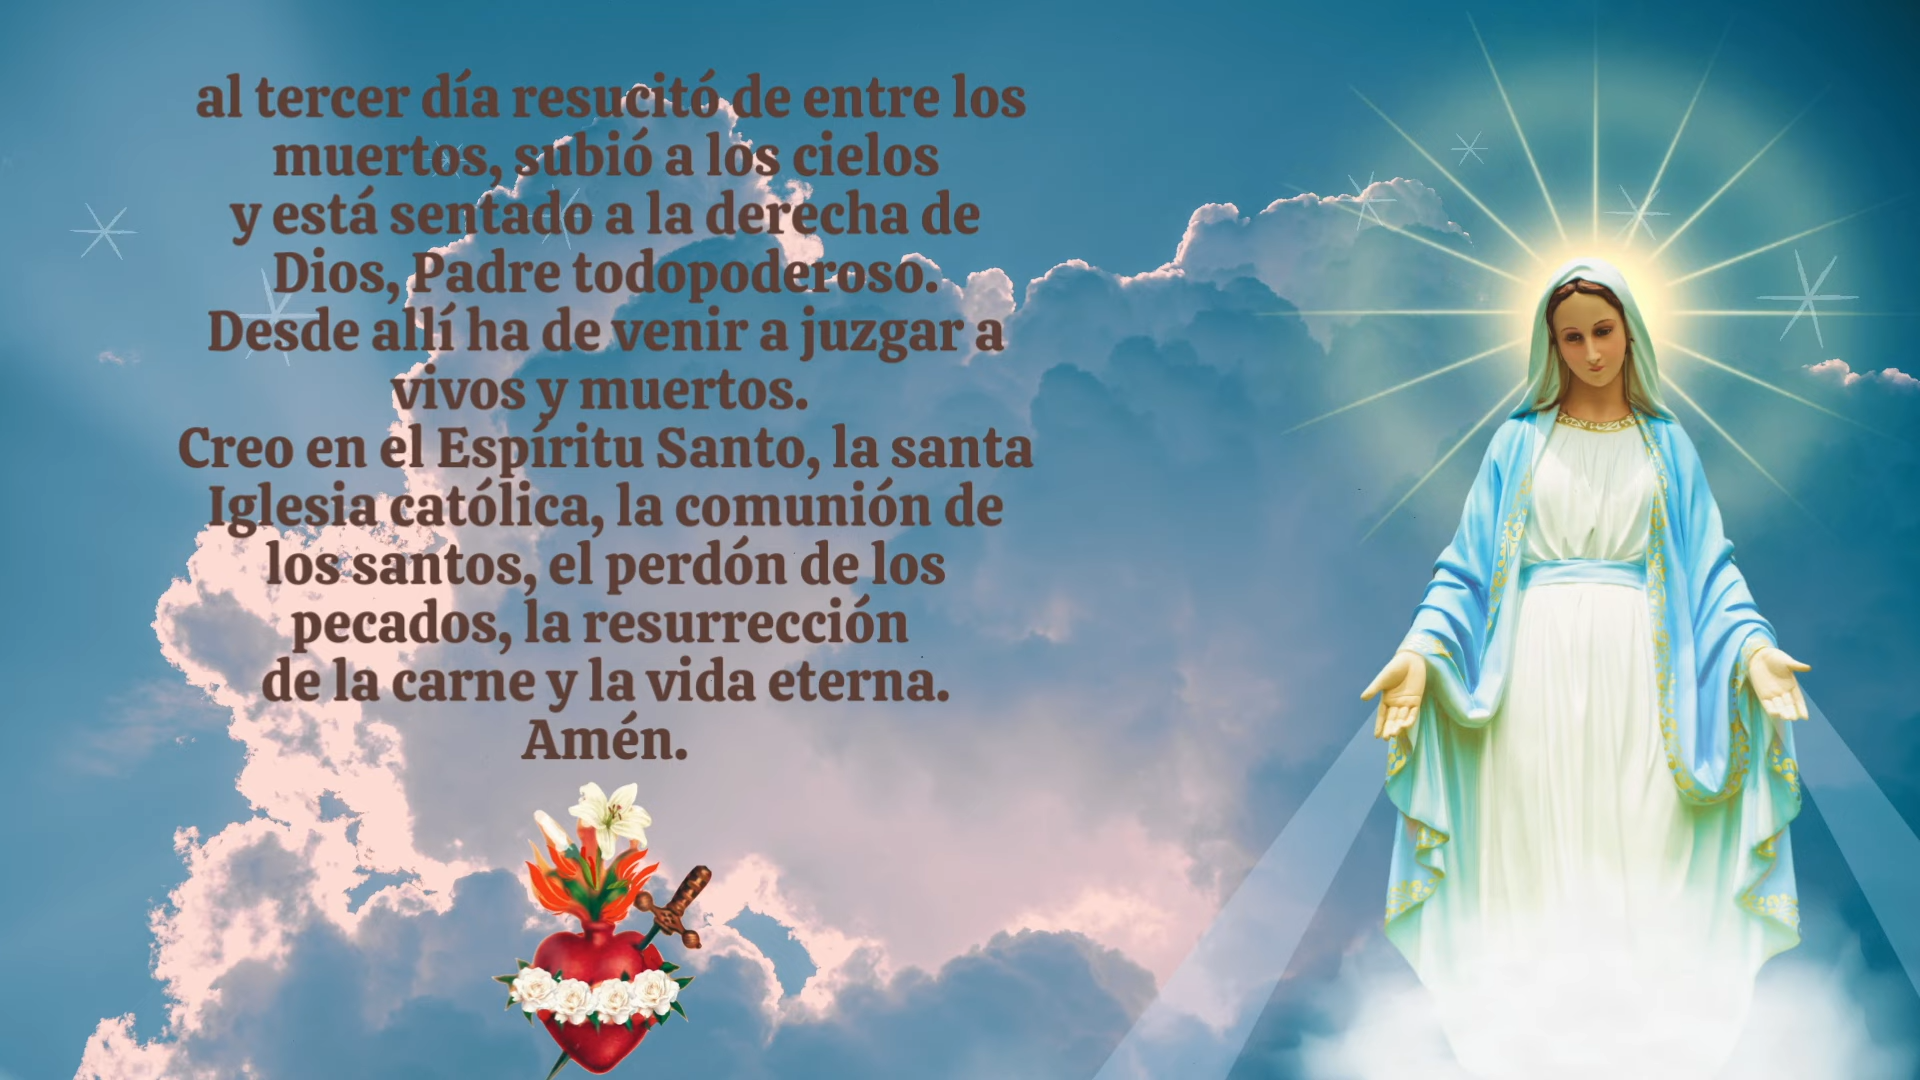 al tercer día resucitó de entre los
muertos, subió a los cielos
y está sentado a la derecha de
Dios, Padre todopoderoso.
Desde allí ha de venir a juzgar a
vivos y muertos.
Creo en el Espíritu Santo, la santa
Iglesia católica, la comunión de
los santos, el perdón de los
pecados, la resurrección
de la carne y la vida eterna.
Amén.